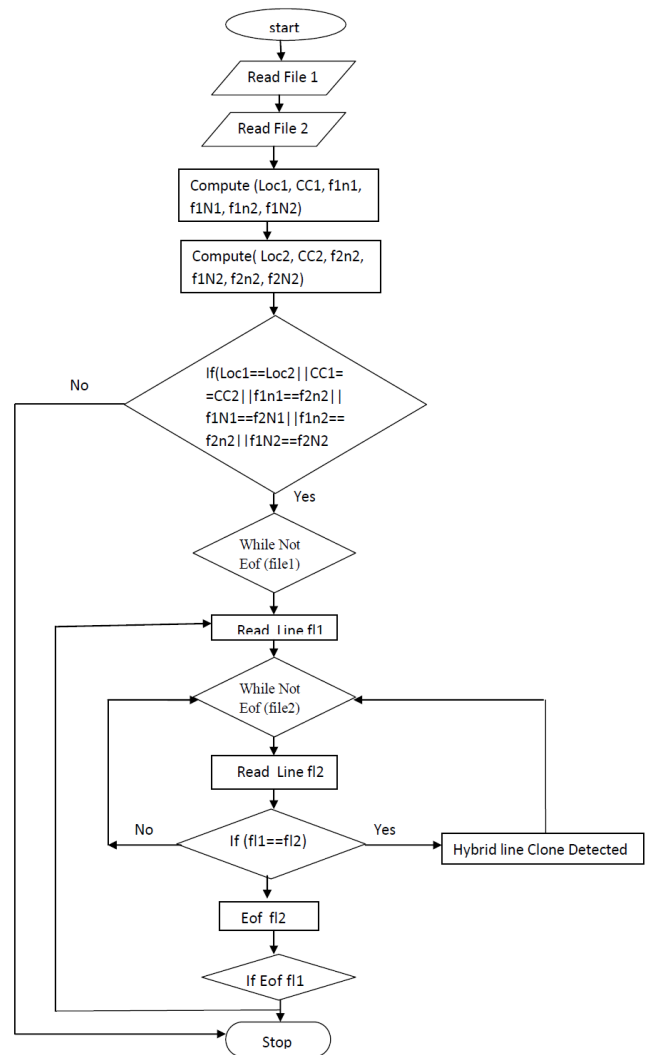 start
Read File 1
Read File 2
Compute (Loc1, CC1, f1n1,
f1N1, f1n2, f1N2)
Compute( Loc2, CC2, f2n2,
f1N2, f2n2, f2N2)
If(Loc1==Loc2||CC1=
=CC2||f1n1==f2n2||
f1N1==f2N1||f1n2==
f2n2||f1N2==f2N2
No
Yes
While Not
Eof (file1)
Read Line fl1
While Not
Eof (file2)
Read Line fl2
If (fl1==fl2)
No
Yes
Hybrid line Clone Detected
Eof fl2
If Eof fl1
Stop